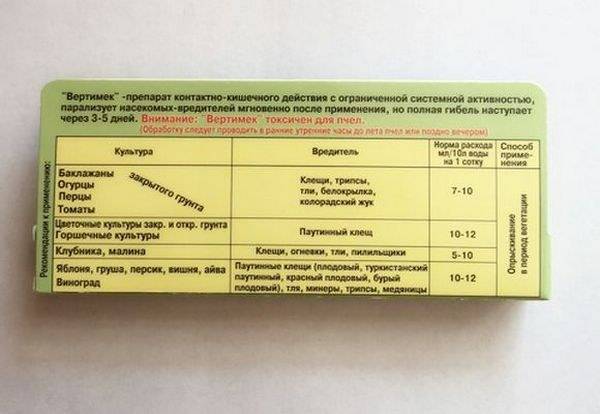 "Вертимек" -препарат контактно-кишечного действия с ограниченной системной активностью,
парализует насекомых-вредителей мгновенно после применения, но полная гибель наступает
через 3-5 дней. Внимание: "Вертимек" токсичен для пчел.
(Обработку следует проводить в ранние утренние часы до лета пчел или поздно вечером)
Рекомендации к применению:
Культура
Вредитель
Норма расхода
мл/10л воды
на 1 сотку
Способ
приме-
нения
Баклажаны
Огурцы
Перцы
Томаты
закрытого грунта
Клещи, трипсы,
тли, белокрылка,
колорадский жук
7-10
Цветочные культуры закр. и откр. грунта
Горшечные культуры
Паутинный клещ
10-12
Клубника, малина
Клещи, огневки, тли, пилильщики
5-10
Яблоня, груша, персик, вишня, айва
Виноград
Паутинные клещи (плодовый, туркистанский
паутинный, красный плодовый, бурый
плодовый), тля, минеры, трипсы, медяницы
10-12
Опрыскивание
в период вегетации